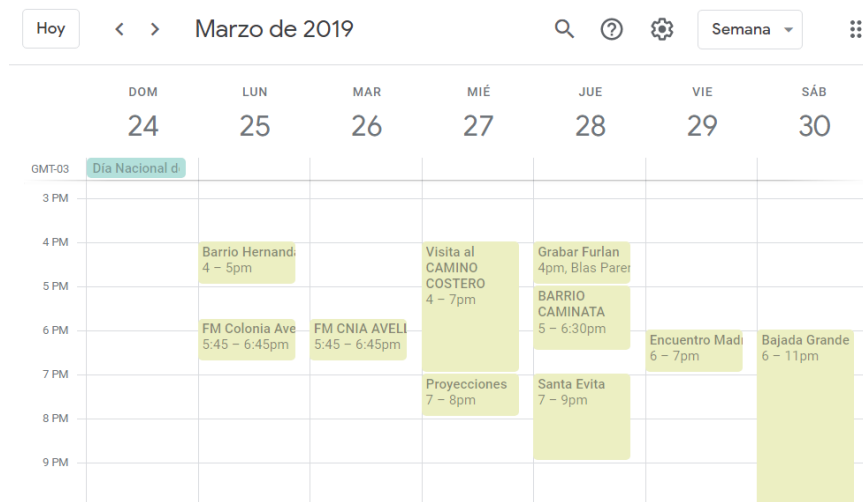 Hoy
Marzo de 2019
Semana
DOM LUN MAR MIÉ JUE VIE SÁB
24 25 26 27 28 29 30
GMT-03
Día Nacional d
3 PM
4 PM
Barrio Hernand
4 – 5pm
Visita al
CAMINO
COSTERO
4 – 7pm
Grabar Furlan
4pm, Blas Parer
5 PM
BARRIO
CAMINATA
5 – 6:30pm
FM Colonia Ave
5:45 – 6:45pm
FM CNIA AVELL
5:45 – 6:45pm
6 PM
Encuentro Madr
6 – 7pm
Bajada Grande
6 – 11pm
7 PM
Proyecciones
7 – 8pm
Santa Evita
7 – 9pm
8 PM
9 PM